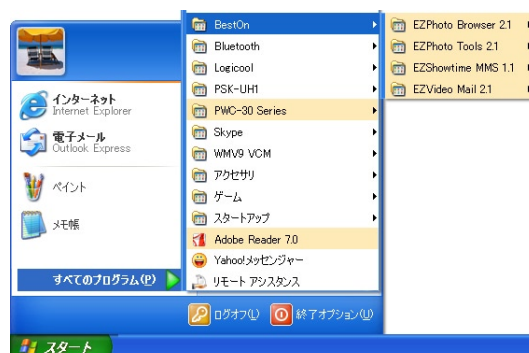 インターネット
Internet Explorer
電子メール
Outlook Express
ペイント
メモ帳
すべてのプログラム(P)
BestOn
Bluetooth
Logicool
PSK-UH1
PWC-30 Series
Skype
WMV9 VCM
アクセサリ
ゲーム
スタートアップ
Adobe Reader 7.0
Yahoo!メッセンジャー
リモート アシスタンス
EZPhoto Browser 2.1
EZPhoto Tools 2.1
EZShowtime MMS 1.1
EZVideo Mail 2.1
ログオフ(L)
終了オプション(U)
スタート